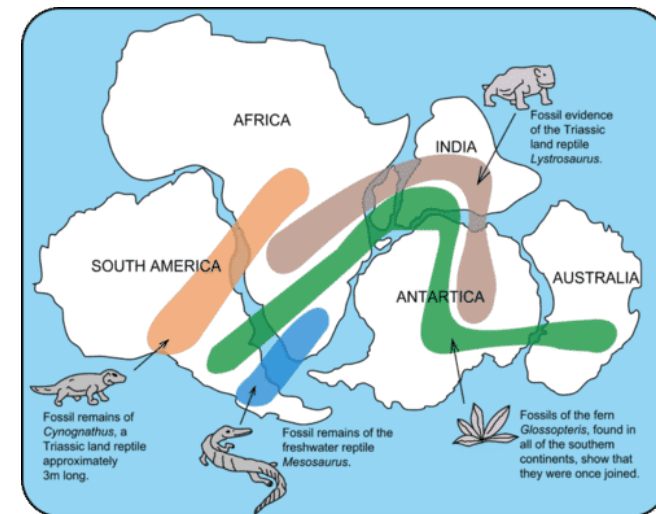 AFRICA
INDIA
Fossil evidence
of the Triassic
land reptile
Lystrosaurus.
SOUTH AMERICA
ANTARTICA
AUSTRALIA
Fossil remains of
Cynognathus, a
Triassic land reptile
approximately
3m long.
Fossil remains of the
freshwater reptile
Mesosaurus.
Fossils of the fern
Glossopteris, found in
all of the southern
continents, show that
they were once joined.